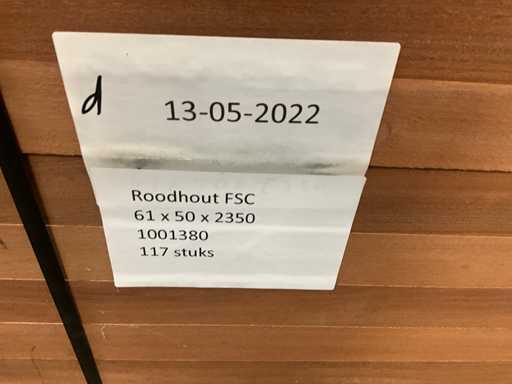 d
13-05-2022
Roodhout FSC
61 x 50 x 2350
1001380
117 stuks